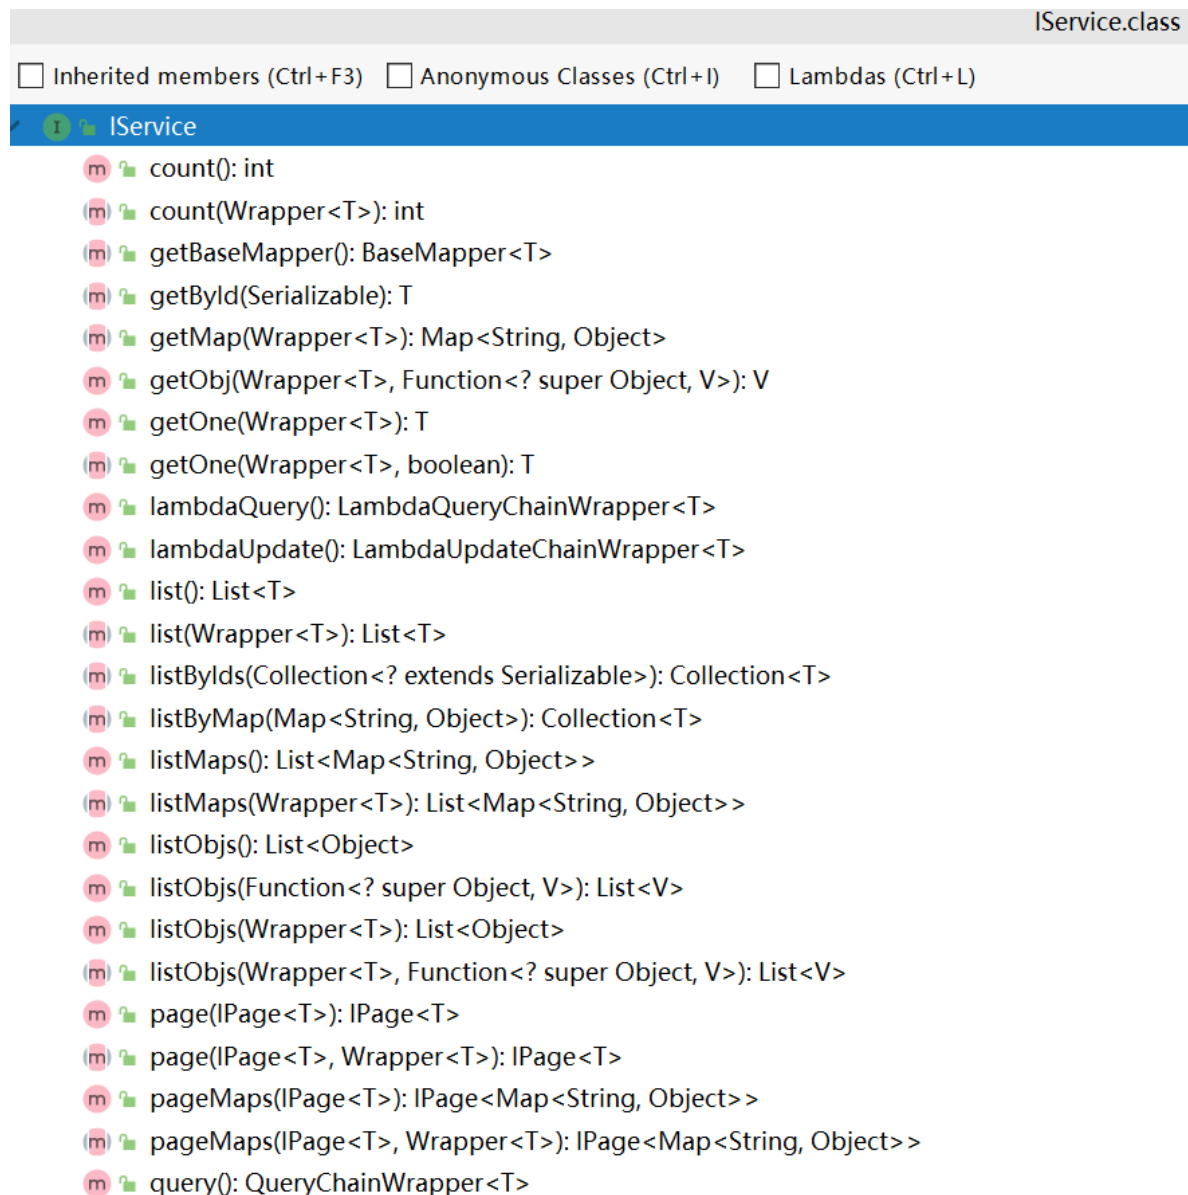 IService.class
Inherited members (Ctrl+F3) Anonymous Classes (Ctrl+I) Lambdas (Ctrl+L)
I IService
m count(): int
m count(Wrapper<T>): int
m getBaseMapper(): BaseMapper<T>
m getById(Serializable): T
m getMap(Wrapper<T>): Map<String, Object>
m getObj(Wrapper<T>, Function<? super Object, V>): V
m getOne(Wrapper<T>): T
m getOne(Wrapper<T>, boolean): T
m lambdaQuery(): LambdaQueryChainWrapper<T>
m lambdaUpdate(): LambdaUpdateChainWrapper<T>
m list(): List<T>
m list(Wrapper<T>): List<T>
m listByIds(Collection<? extends Serializable>): Collection<T>
m listByMap(Map<String, Object>): Collection<T>
m listMaps(): List<Map<String, Object>>
m listMaps(Wrapper<T>): List<Map<String, Object>>
m listObjs(): List<Object>
m listObjs(Function<? super Object, V>): List<V>
m listObjs(Wrapper<T>): List<Object>
m listObjs(Wrapper<T>, Function<? super Object, V>): List<V>
m page(IPage<T>): IPage<T>
m page(IPage<T>, Wrapper<T>): IPage<T>
m pageMaps(IPage<T>): IPage<Map<String, Object>>
m pageMaps(IPage<T>, Wrapper<T>): IPage<Map<String, Object>>
m query(): QueryChainWrapper<T>